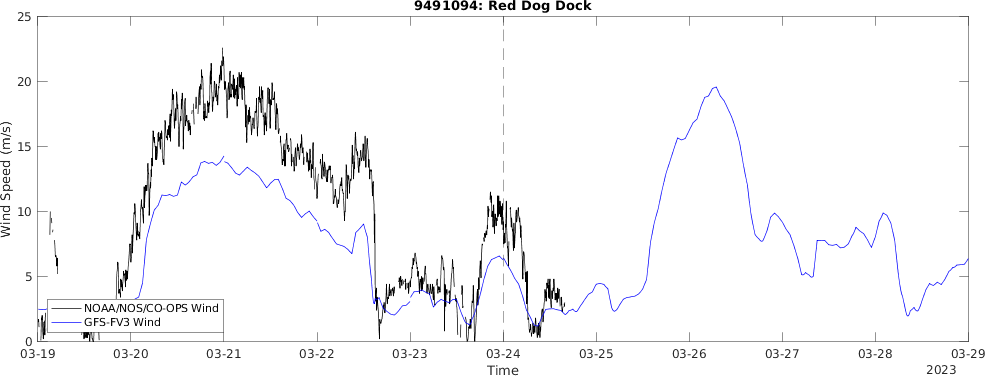 9491094: Red Dog Dock
25
20
15
10
5
0
Wind Speed (m/s)
NOAA/NOS/CO-OPS Wind
GFS-FV3 Wind
03-19 03-20 03-21 03-22 03-23 03-24 03-25 03-26 03-27 03-28 03-29
Time
2023